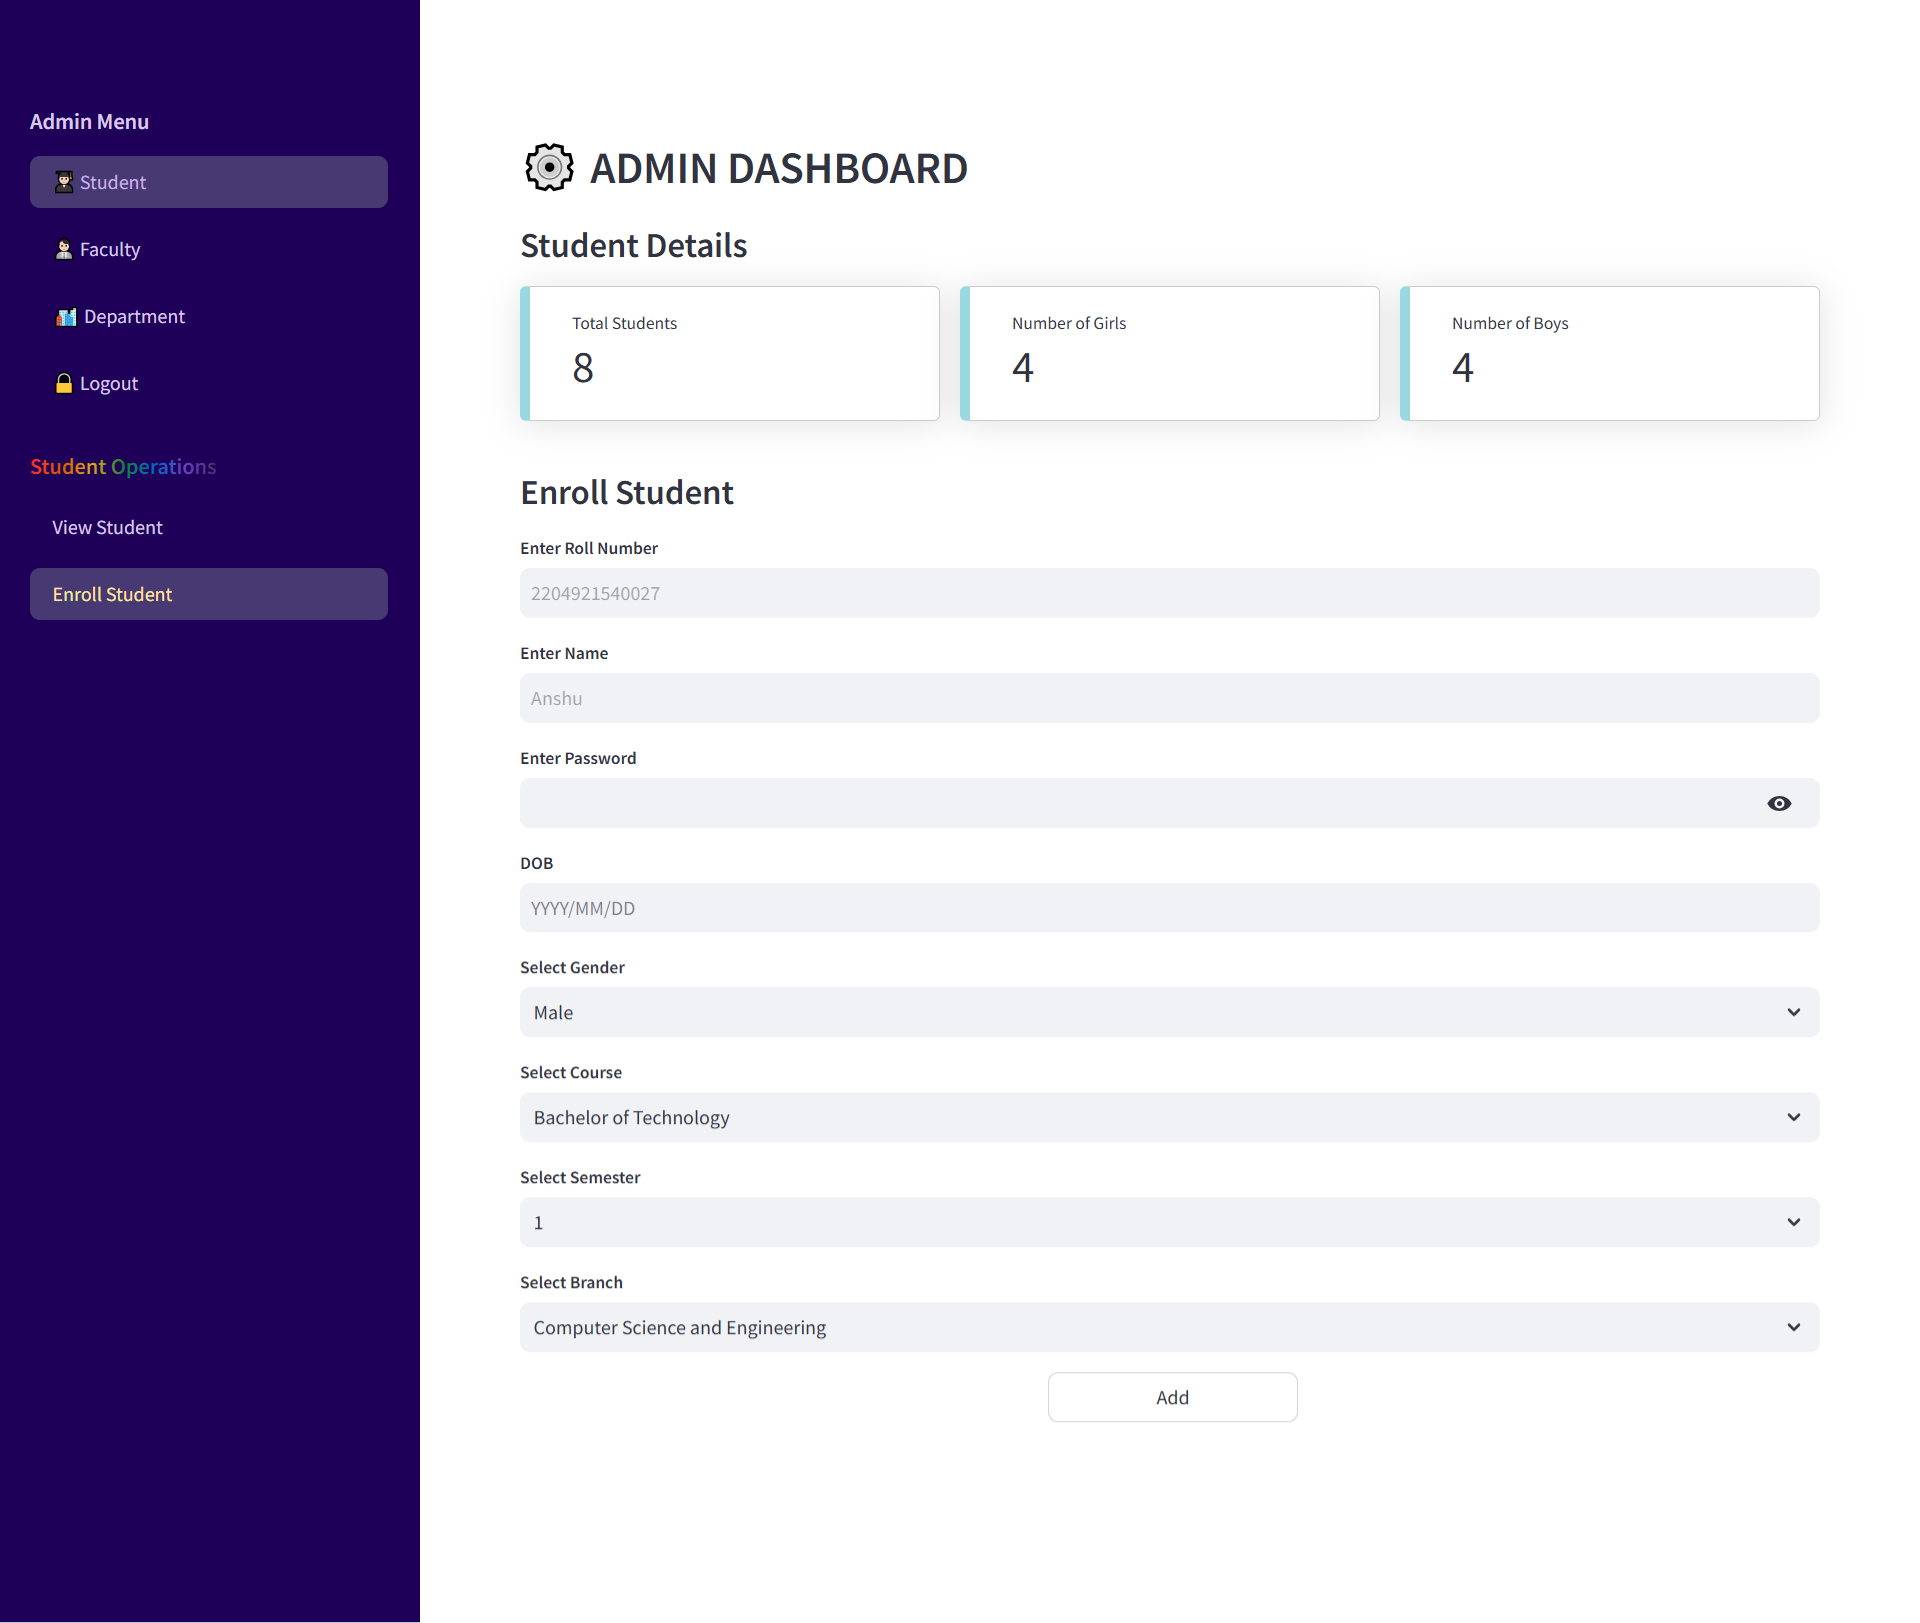 Admin Menu
Student
Faculty
Department
Logout
Student Operations
View Student
Enroll Student
ADMIN DASHBOARD
Student Details
Total Students
8
Number of Girls
4
Number of Boys
4
Enroll Student
Enter Roll Number
2204921540027
Enter Name
Anshu
Enter Password
DOB
YYYY/MM/DD
Select Gender
Male
Select Course
Bachelor of Technology
Select Semester
1
Select Branch
Computer Science and Engineering
Add